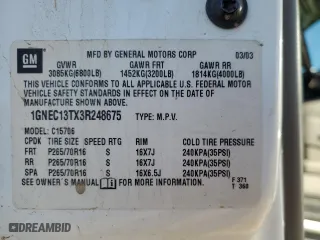 GM
MFD BY GENERAL MOTORS CORP 03/03
GVWR GAWR FRT GAWR RR
3085KG(6800LB) 1452KG(3200LB) 1814KG(4000LB)
THIS VEHICLE CONFORMS TO ALL APPLICABLE U.S. FEDERAL MOTOR
VEHICLE SAFETY STANDARDS IN EFFECT ON THE DATE OF
MANUFACTURE SHOWN ABOVE.
1GNEC13TX3R248675 TYPE: M.P.V.
MODEL: C15706 COLD TIRE
CPDK TIRE SIZE SPEED RTG RIM PRESSURE
FRT P265/70R16 S 16X7J 240KPA(35PSI)
RR P265/70R16 S 16X7J 240KPA(35PSI)
SPA P265/70R16 S 16X6.5J 240KPA(35PSI)
SEE OWNER'S MANUAL FOR MORE INFORMATION. F 371
T 368
DRIVERHISTORY